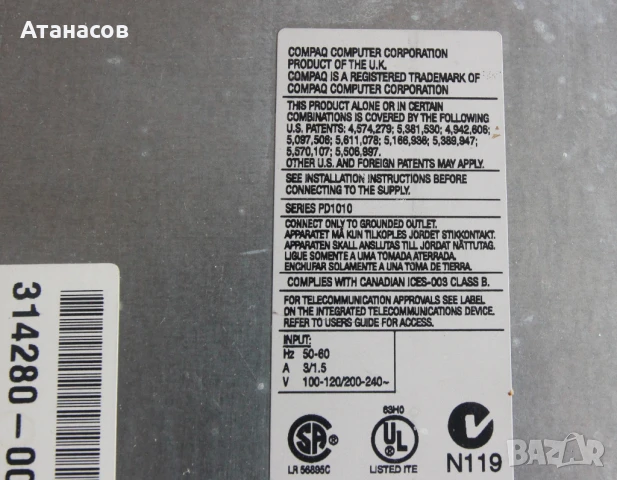 Атанасов
COMPAQ COMPUTER CORPORATION
PRODUCT OF THE U.K.
COMPAQ IS A REGISTERED TRADEMARK OF
COMPAQ COMPUTER CORPORATION
THIS PRODUCT ALONE OR IN CERTAIN
COMBINATIONS IS COVERED BY THE FOLLOWING
U.S. PATENTS: 4,574,279; 5,381,530; 4,942,606;
5,097,506; 5,611,078; 5,166,936; 5,389,947;
5,570,107; 5,506,997.
OTHER U.S. AND FOREIGN PATENTS MAY APPLY.
SEE INSTALLATION INSTRUCTIONS BEFORE
CONNECTING TO THE SUPPLY.
SERIES PD1010
CONNECT ONLY TO GROUNDED OUTLET.
APPARATET MÅ KUN TILKOPLES JORDET STIKKONTAKT.
APPARATEN SKALL ANSLUTAS TILL JORDAT NÄTTUTAG.
LIGUE SOMENTE A UMA TOMADA ATERRADA.
ENCHUFAR SOLAMENTE A UNA TOMA DE TIERRA.
COMPLIES WITH CANADIAN ICES-003 CLASS B.
FOR TELECOMMUNICATION APPROVALS SEE LABEL
ON THE INTEGRATED TELECOMMUNICATIONS DEVICE.
REFER TO USERS GUIDE FOR ACCESS.
INPUT:
Hz 50-60
A 3/1.5
V 100-120/200-240~
63H0
SA
UL
LR 56895C
LISTED ITE
N119
314280-00
BAZAR